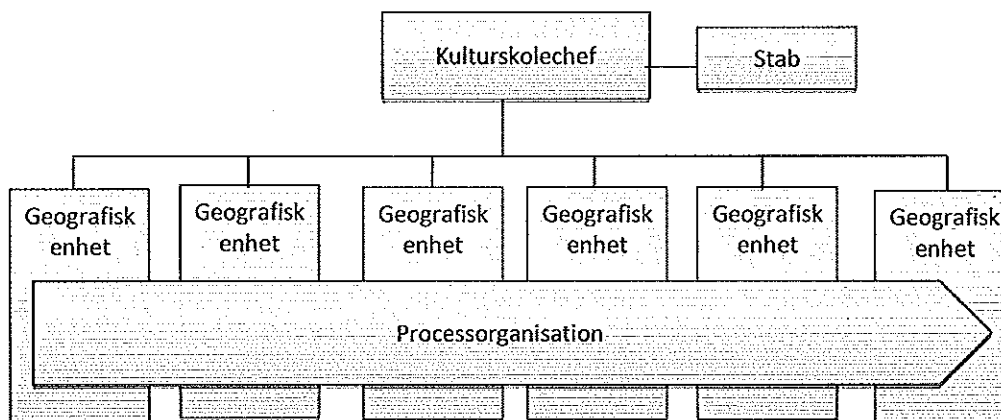 Kulturskolechef
Stab
Geografisk
enhet
Geografisk
enhet
Geografisk
enhet
Geografisk
enhet
Geografisk
enhet
Geografisk
enhet
Processorganisation